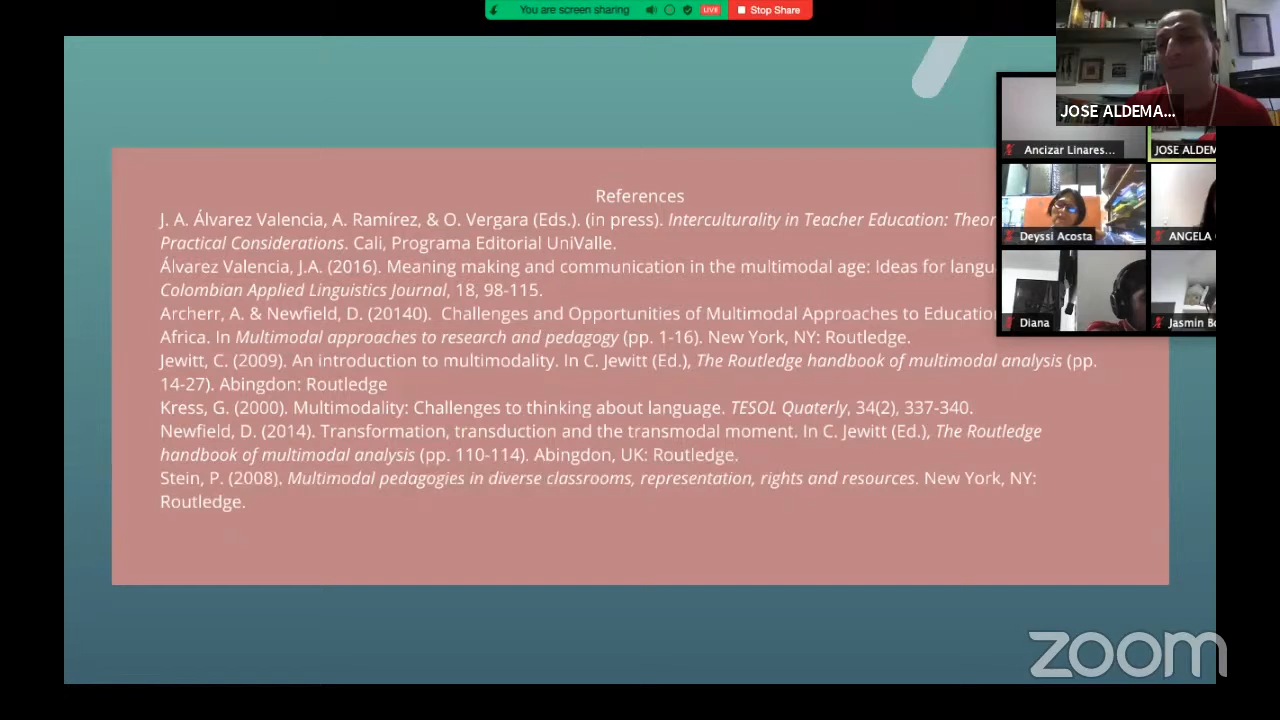 You are screen sharing LIVE Stop Share
JOSE ALDEMA...
Ancizar Linares... JOSE ALDEM
References
J. A. Álvarez Valencia, A. Ramírez, & O. Vergara (Eds.). (in press). Interculturality in Teacher Education: Theor
Practical Considerations. Cali, Programa Editorial UniValle.
Deyssi Acosta ANGELA
Álvarez Valencia, J.A. (2016). Meaning making and communication in the multimodal age: Ideas for langu
Colombian Applied Linguistics Journal, 18, 98-115.
Archerr, A. & Newfield, D. (20140). Challenges and Opportunities of Multimodal Approaches to Education
Diana Jasmin Bo
Africa. In Multimodal approaches to research and pedagogy (pp. 1-16). New York, NY: Routledge.
Jewitt, C. (2009). An introduction to multimodality. In C. Jewitt (Ed.), The Routledge handbook of multimodal analysis (pp.
14-27). Abingdon: Routledge
Kress, G. (2000). Multimodality: Challenges to thinking about language. TESOL Quaterly, 34(2), 337-340.
Newfield, D. (2014). Transformation, transduction and the transmodal moment. In C. Jewitt (Ed.), The Routledge
handbook of multimodal analysis (pp. 110-114). Abingdon, UK: Routledge.
Stein, P. (2008). Multimodal pedagogies in diverse classrooms, representation, rights and resources. New York, NY:
Routledge.
zoom